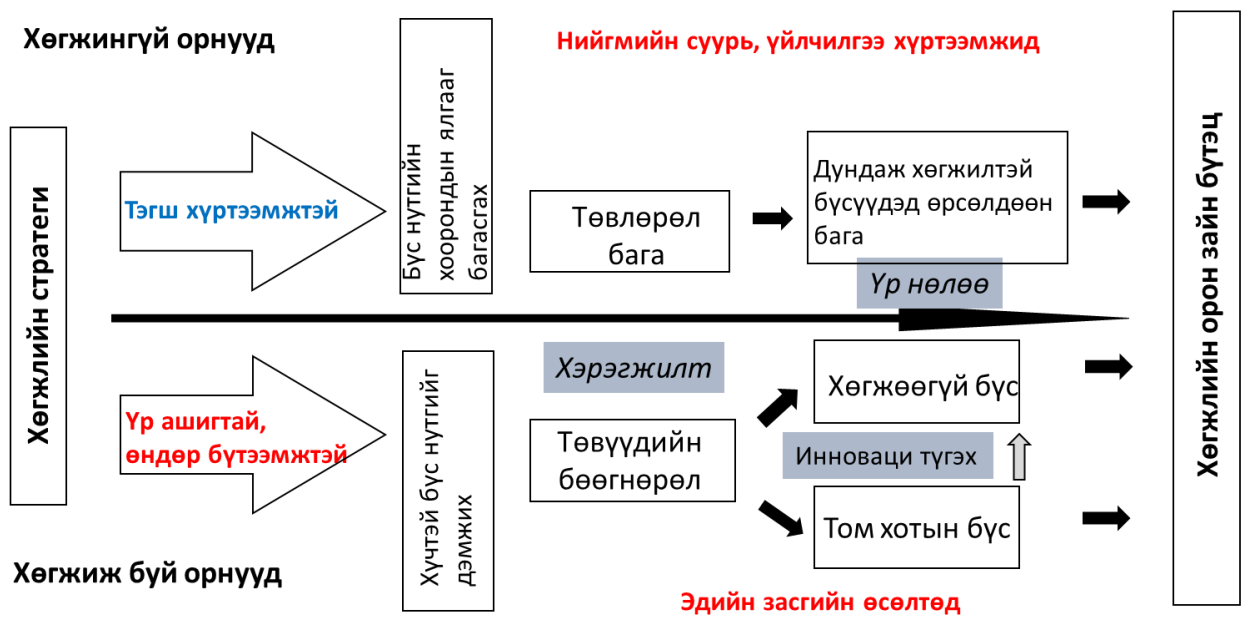 Хөгжингүй орнууд
Нийгмийн суурь, үйлчилгээ хүртээмжид
Хөгжлийн стратеги
Тэгш хүртээмжтэй
Бүс нутгийн
хоорондын ялгааг
багасгах
Төвлөрөл
бага
Дундаж хөгжилтэй
бүсүүдэд өрсөлдөөн
бага
Үр нөлөө
Хэрэгжилт
Үр ашигтай,
өндөр бүтээмжтэй
Хүчтэй бүс нутгийг
дэмжих
Төвүүдийн
бөөгнөрөл
Хөгжөөгүй бүс
Инноваци түгэх
Том хотын бүс
Хөгжлийн орон зайн бүтэц
Хөгжиж буй орнууд
Эдийн засгийн өсөлтөд